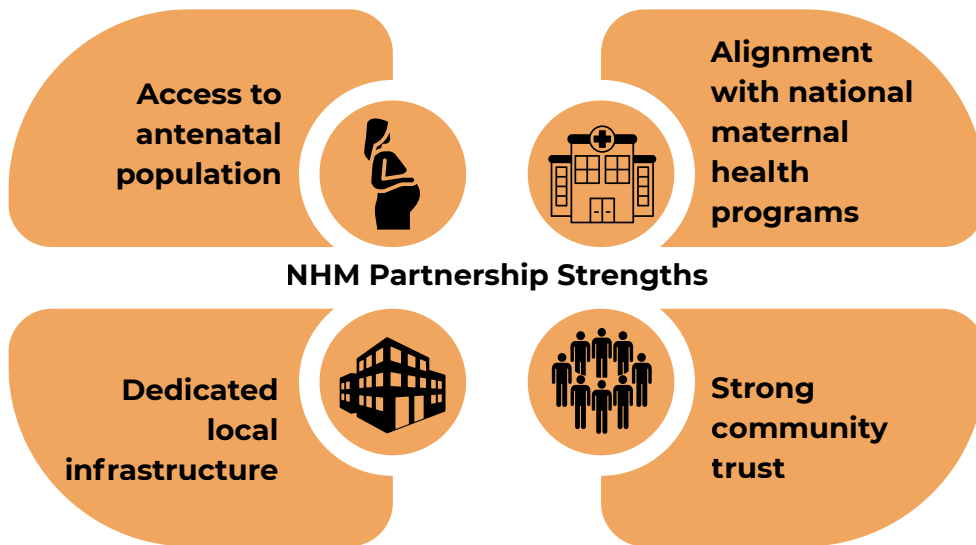 Access to
antenatal
population
Alignment
with national
maternal
health
programs
NHM Partnership Strengths
Dedicated
local
infrastructure
Strong
community
trust